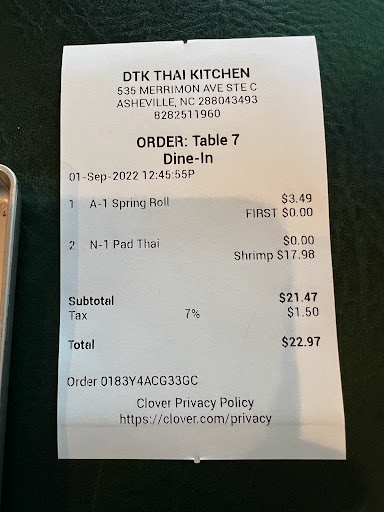 DTK THAI KITCHEN
535 MERRIMON AVE STE C
ASHEVILLE, NC 288043493
8282511960
ORDER: Table 7
Dine-In
01-Sep-2022 12:45:55P
1 A-1 Spring Roll $3.49
FIRST $0.00
2 N-1 Pad Thai $0.00
Shrimp $17.98
Subtotal $21.47
Tax 7% $1.50
Total $22.97
Order 0183Y4ACG33GC
Clover Privacy Policy
https://clover.com/privacy